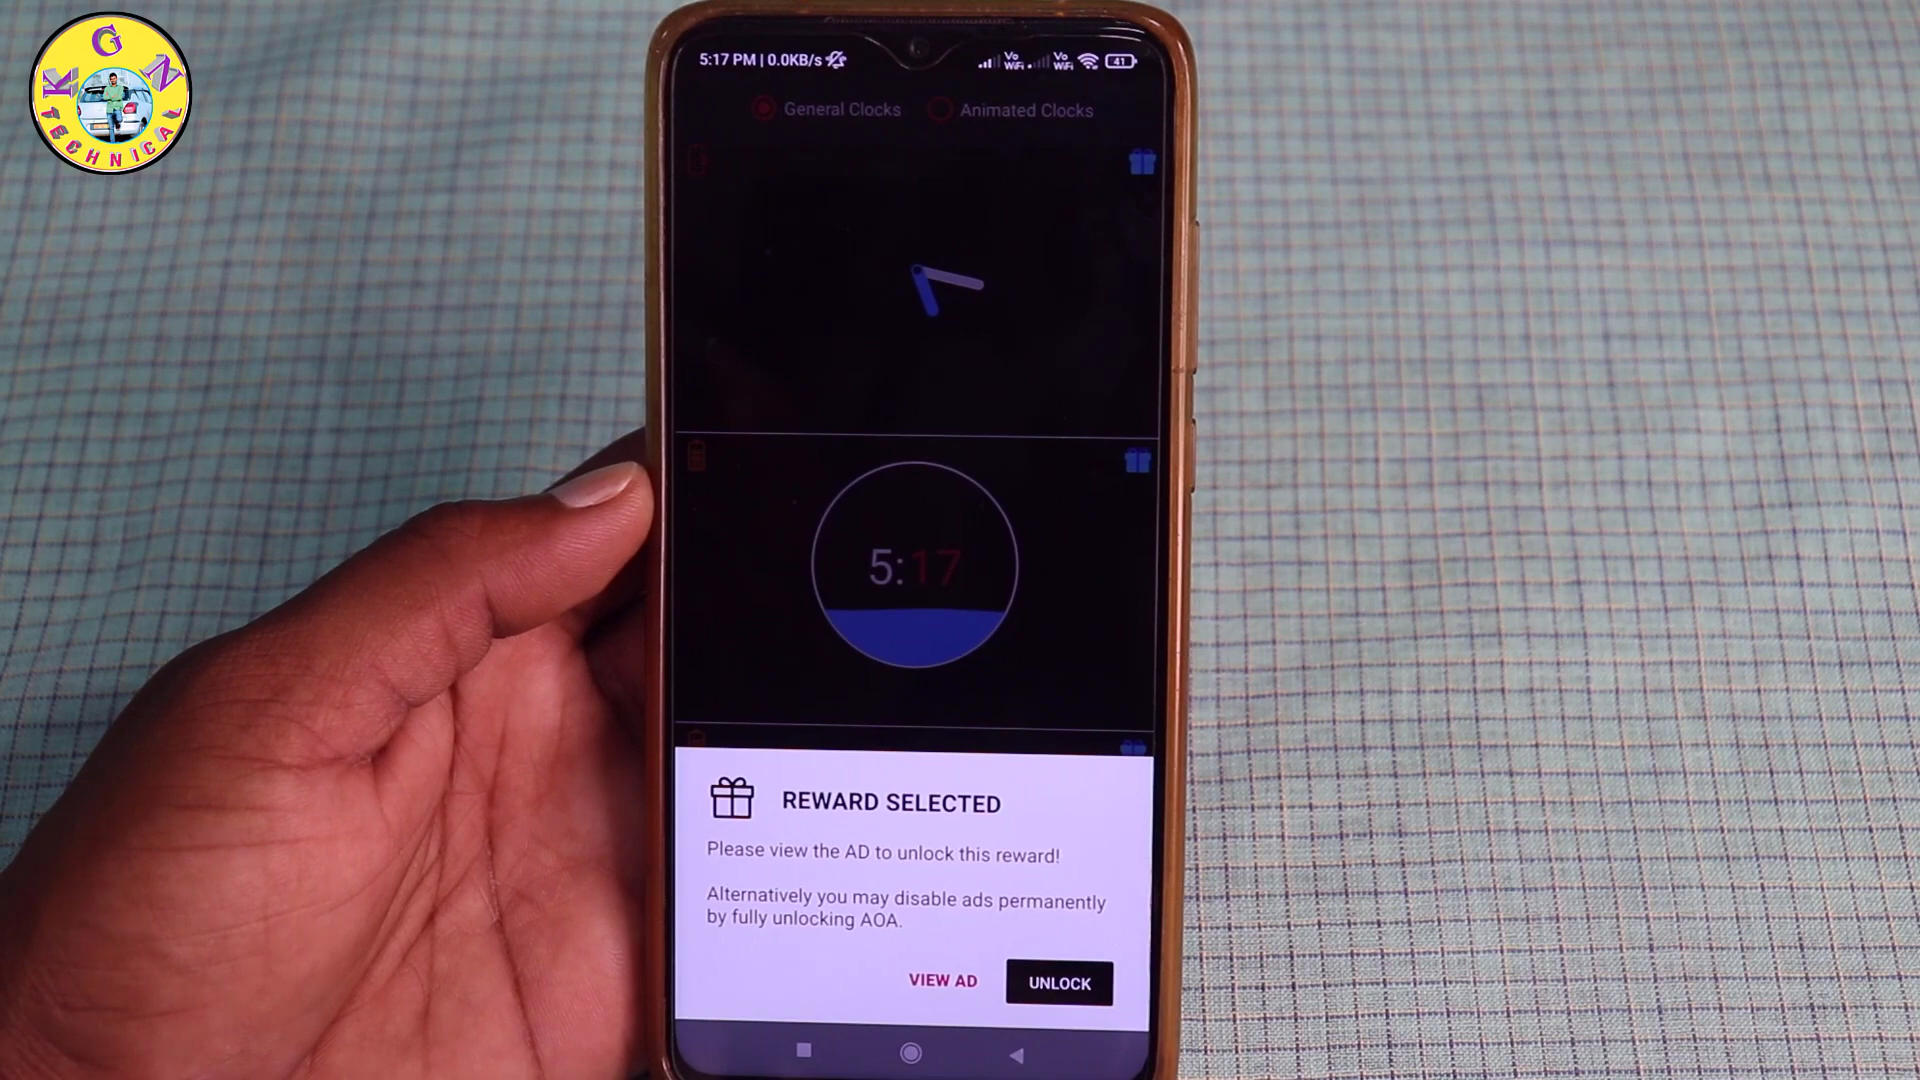 KGN
TECHNICAL
5:17 PM | 0.0KB/s
Vo
WiFi
Vo
WiFi
41
General Clocks
Animated Clocks
5:17
REWARD SELECTED
Please view the AD to unlock this reward!
Alternatively you may disable ads permanently
by fully unlocking AOA.
VIEW AD
UNLOCK